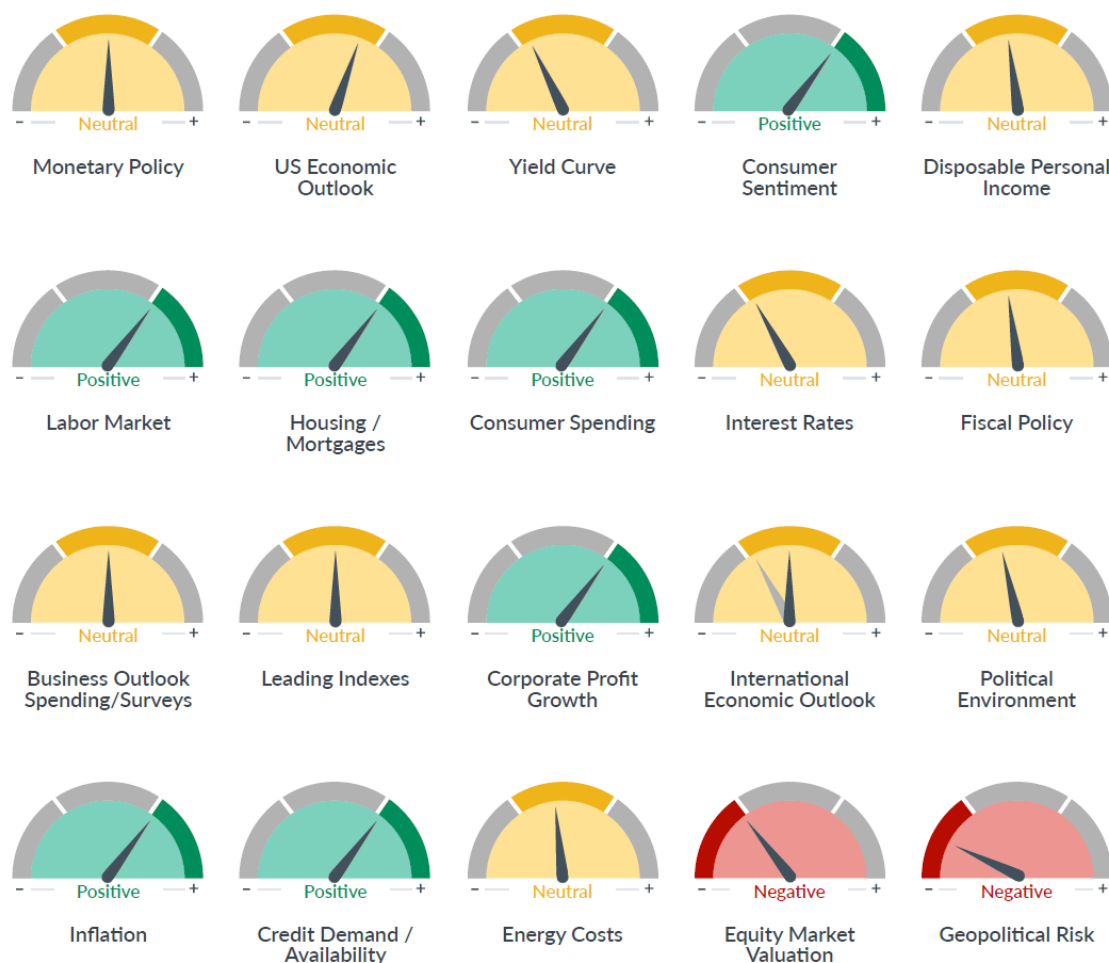 - Neutral +
- Neutral +
- Neutral +
- Positive +
- Neutral +
Monetary Policy
US Economic
Outlook
Yield Curve
Consumer
Sentiment
Disposable Personal
Income
- Positive +
- Positive +
- Positive +
- Neutral +
- Neutral +
Labor Market
Housing /
Mortgages
Consumer Spending
Interest Rates
Fiscal Policy
- Neutral +
- Neutral +
- Positive +
- Neutral +
- Neutral +
Business Outlook
Spending/Surveys
Leading Indexes
Corporate Profit
Growth
International
Economic Outlook
Political
Environment
- Positive +
- Positive +
- Neutral +
- Negative +
- Negative +
Inflation
Credit Demand /
Availability
Energy Costs
Equity Market
Valuation
Geopolitical Risk